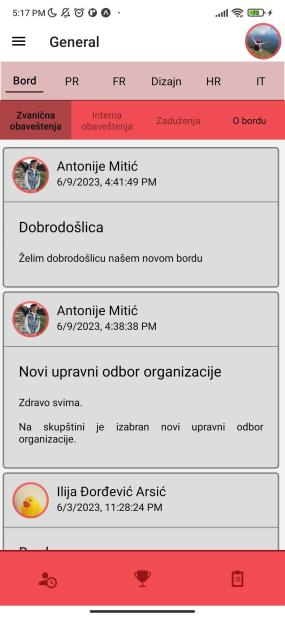 5:17 PM
General
Bord PR FR Dizajn HR IT
Zvanična Interna Zaduženja O bordu
obaveštenja obaveštenja
Antonije Mitić
6/9/2023, 4:41:49 PM
Dobrodošlica
Želim dobrodošlicu našem novom bordu
Antonije Mitić
6/9/2023, 4:38:38 PM
Novi upravni odbor organizacije
Zdravo svima.
Na skupštini je izabran novi upravni odbor
organizacije.
Ilija Đorđević Arsić
6/3/2023, 11:28:24 PM